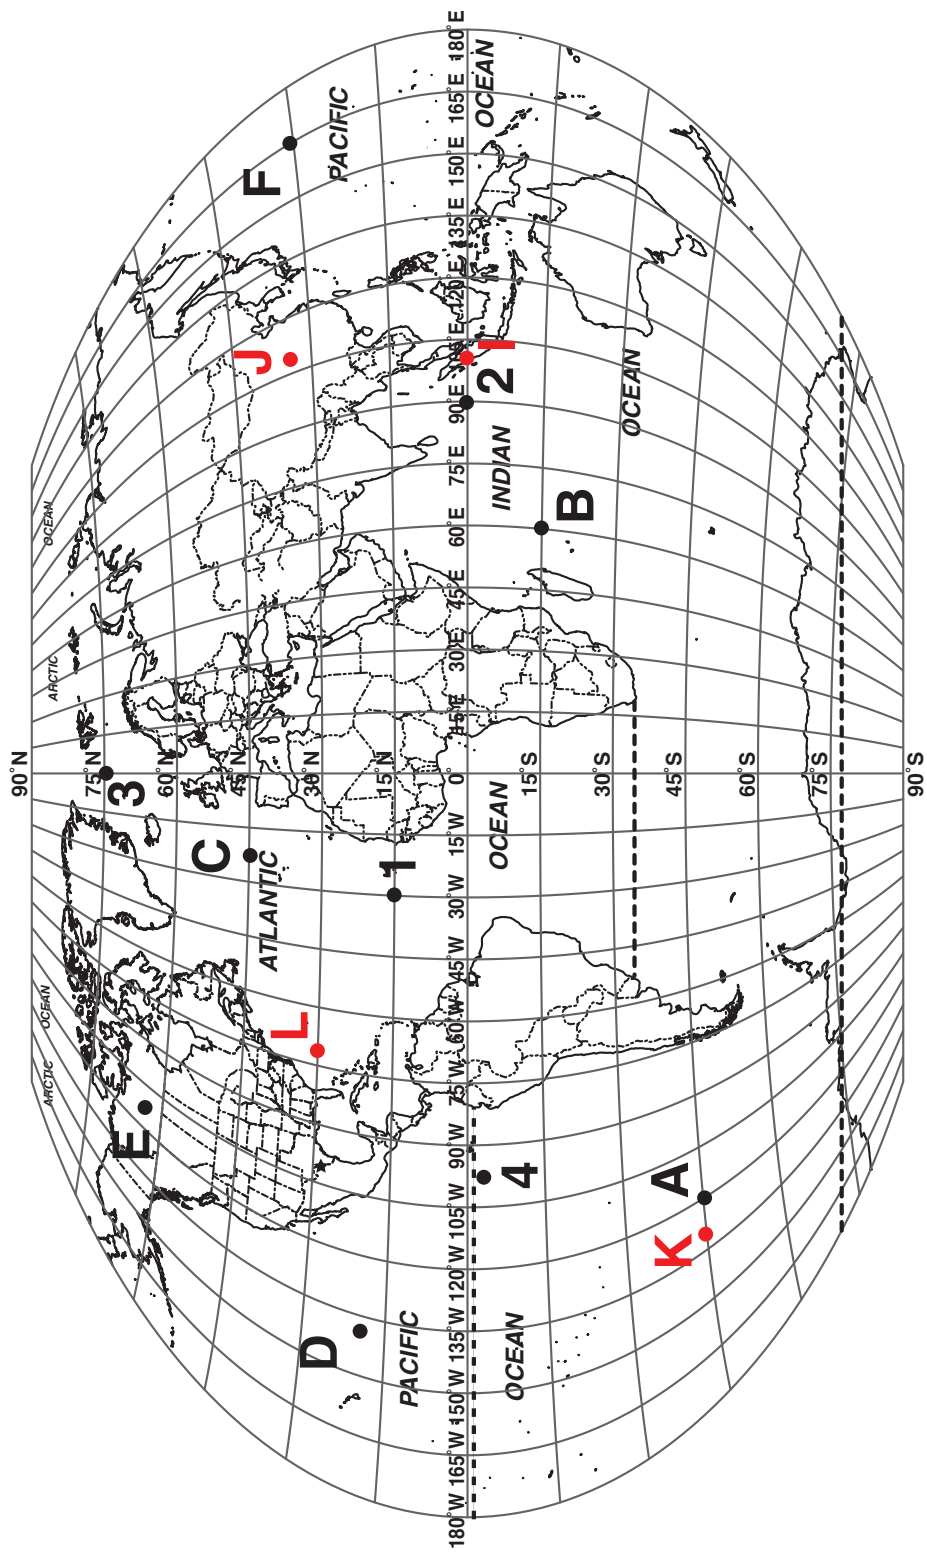 90°N
ARCTIC
OCEAN
ARCTIC
OCEAN
75°N
3
E
60°N
C
45°N
J
F
ATLANTIC
L
30°N
D
PACIFIC
15°N
1
PACIFIC
180°W 165°W 150°W 135°W 120°W 105°W 90°W 75°W 60°W 45°W 30°W 15°W 0° 15°E 30°E 45°E 60°E 75°E 90°E 105°E 120°E 135°E 150°E 165°E 180°E
OCEAN
I
2
OCEAN
INDIAN
OCEAN
4
15°S
B
30°S
OCEAN
A
K
45°S
60°S
75°S
90°S